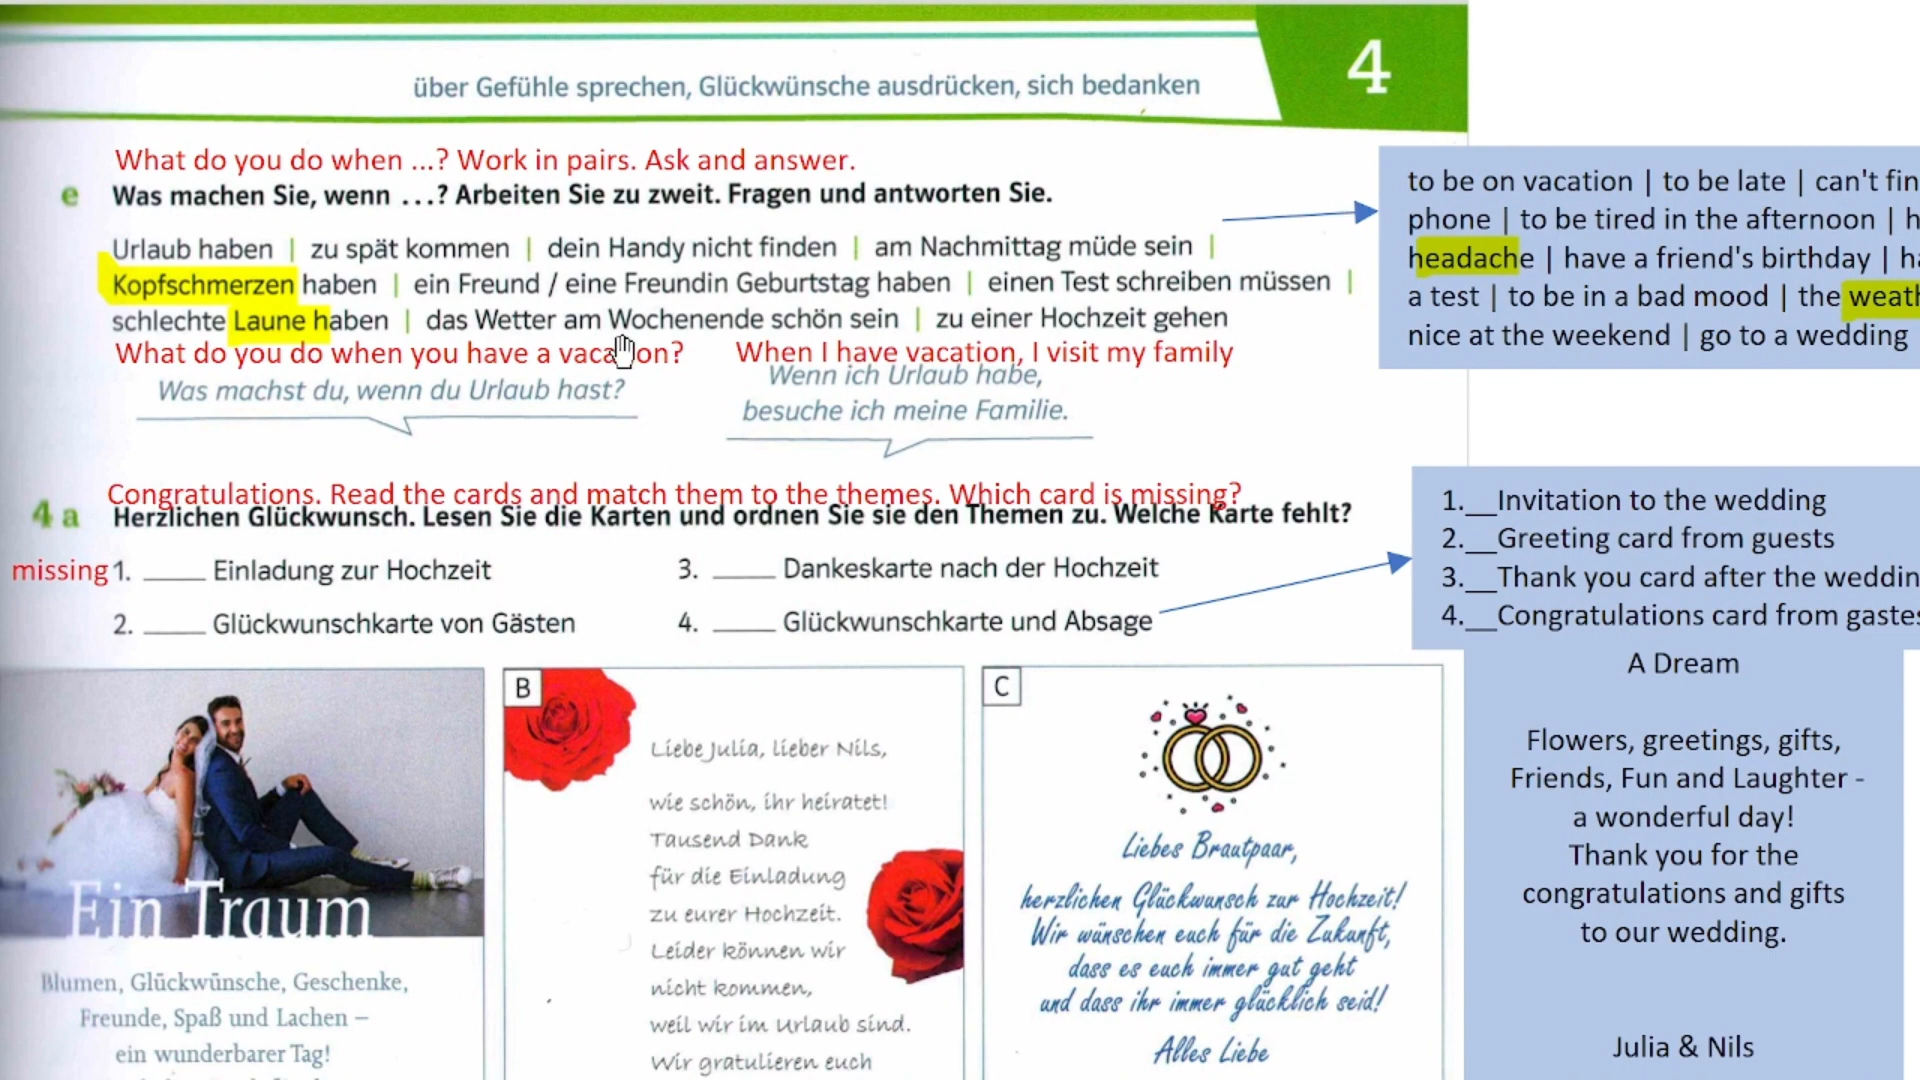 4
über Gefühle sprechen, Glückwünsche ausdrücken, sich bedanken
What do you do when ...? Work in pairs. Ask and answer.
e Was machen Sie, wenn ...? Arbeiten Sie zu zweit. Fragen und antworten Sie.
Urlaub haben | zu spät kommen | dein Handy nicht finden | am Nachmittag müde sein |
Kopfschmerzen haben | ein Freund / eine Freundin Geburtstag haben | einen Test schreiben müssen |
schlechte Laune haben | das Wetter am Wochenende schön sein | zu einer Hochzeit gehen
What do you do when you have a vacation? When I have vacation, I visit my family
Was machst du, wenn du Urlaub hast?
Wenn ich Urlaub habe,
besuche ich meine Familie.
to be on vacation | to be late | can't fin
phone | to be tired in the afternoon | h
headache | have a friend's birthday | ha
a test | to be in a bad mood | the weath
nice at the weekend | go to a wedding
Congratulations. Read the cards and match them to the themes. Which card is missing?
4 a Herzlichen Glückwunsch. Lesen Sie die Karten und ordnen Sie sie den Themen zu. Welche Karte fehlt?
missing 1. ____ Einladung zur Hochzeit
2. ____ Glückwunschkarte von Gästen
3. ____ Dankeskarte nach der Hochzeit
4. ____ Glückwunschkarte und Absage
1.__Invitation to the wedding
2.__Greeting card from guests
3.__Thank you card after the weddin
4.__Congratulations card from gastes
Ein Traum
Blumen, Glückwünsche, Geschenke,
Freunde, Spaß und Lachen –
ein wunderbarer Tag!
B
Liebe Julia, lieber Nils,
wie schön, ihr heiratet!
Tausend Dank
für die Einladung
zu eurer Hochzeit.
Leider können wir
nicht kommen,
weil wir im Urlaub sind.
Wir gratulieren euch
C
Liebes Brautpaar,
herzlichen Glückwunsch zur Hochzeit!
Wir wünschen euch für die Zukunft,
dass es euch immer gut geht
und dass ihr immer glücklich seid!
Alles Liebe
A Dream
Flowers, greetings, gifts,
Friends, Fun and Laughter -
a wonderful day!
Thank you for the
congratulations and gifts
to our wedding.
Julia & Nils